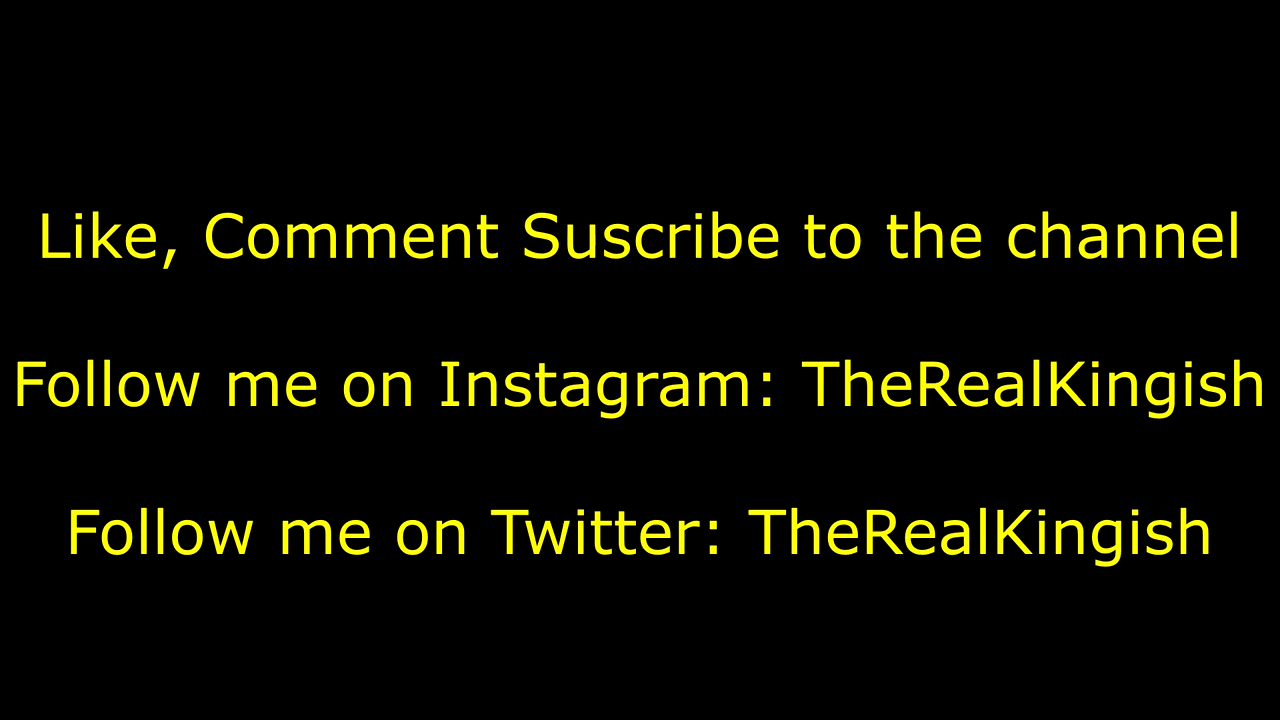 Like, Comment Suscribe to the channel
Follow me on Instagram: TheRealKingish
Follow me on Twitter: TheRealKingish